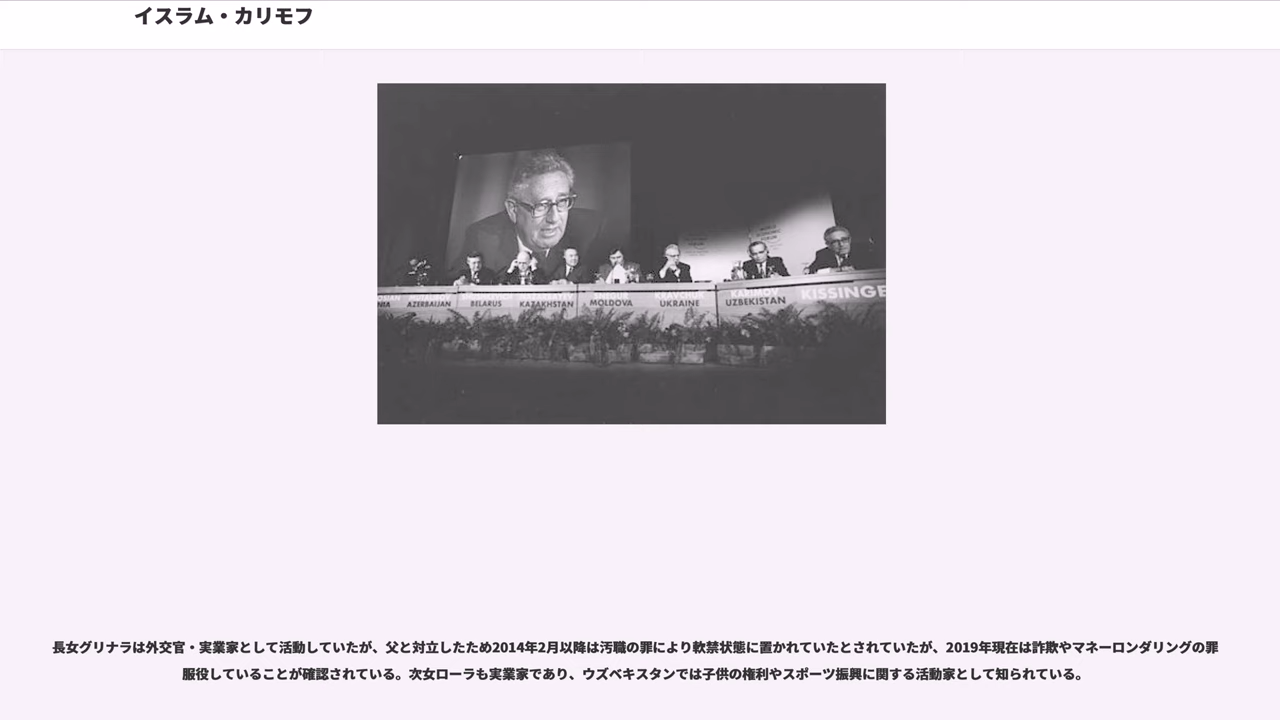 イスラム・カリモフ
WORLD
ECONOMIC
FORUM
AZERBAIJAN
BELARUS
KAZAKHSTAN
MOLDOVA
KRAVCHUK
UKRAINE
KARIMOV
UZBEKISTAN
KISSINGE
長女グリナラは外交官・実業家として活動していたが、父と対立したため2014年2月以降は汚職の罪により軟禁状態に置かれていたとされていたが、2019年現在は詐欺やマネーロンダリングの罪
服役していることが確認されている。次女ローラも実業家であり、ウズベキスタンでは子供の権利やスポーツ振興に関する活動家として知られている。